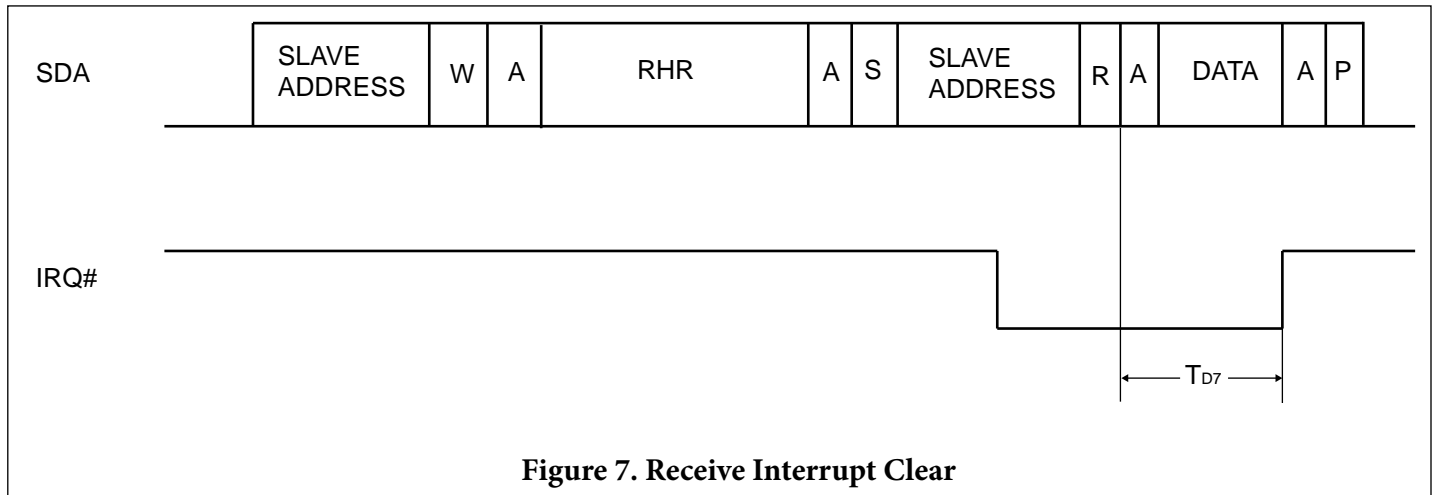 SDA
SLAVE
ADDRESS
W
A
RHR
A
S
SLAVE
ADDRESS
R
A
DATA
A
P
IRQ#
TD7
Figure 7. Receive Interrupt Clear